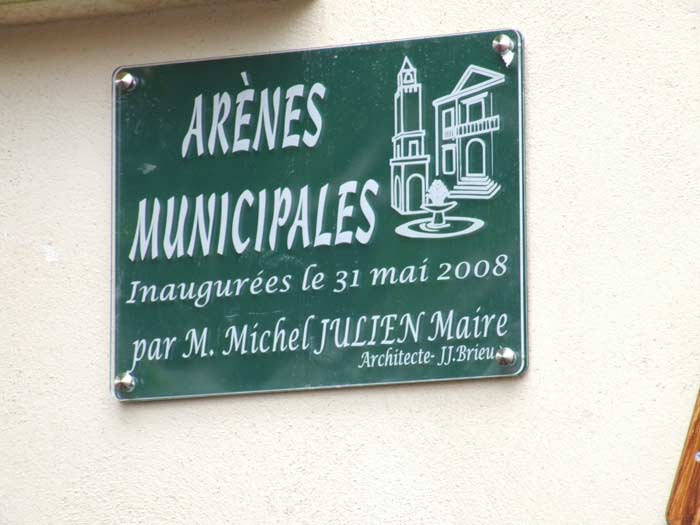 ARÈNES
MUNICIPALES
Inaugurées le 31 mai 2008
par M. Michel JULIEN Maire
Architecte- JJ.Brieu